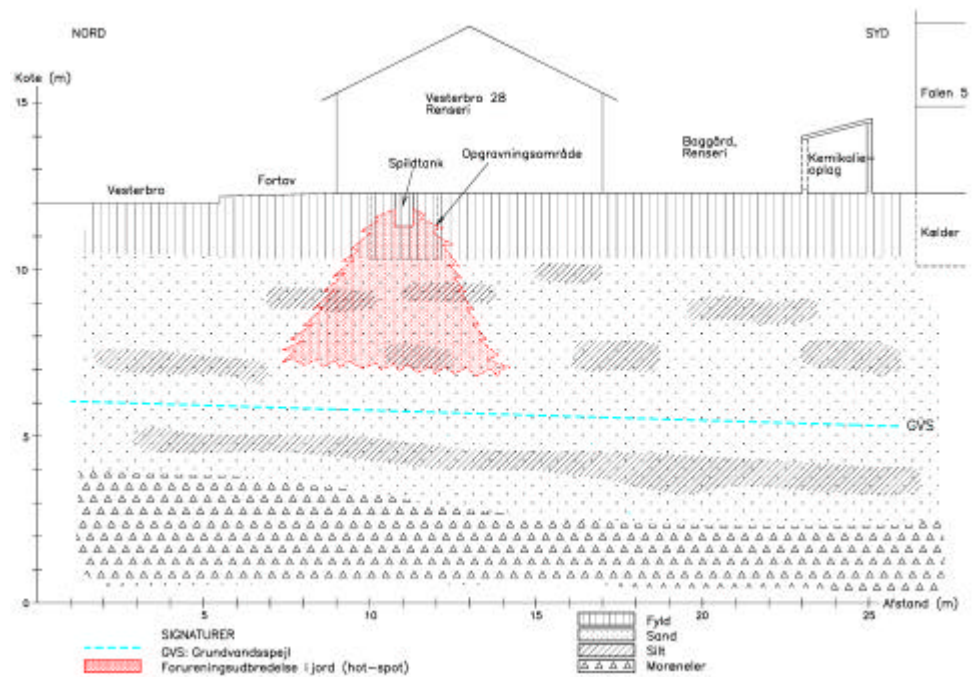 NORD
SYD
Kote (m)
15
Vesterbro 28
Renseri
Falen 5
Spildtank
Opgravningsområde
Baggård,
Renseri
Kemikalie-
oplag
Vesterbro
Fortov
Kælder
10
5
GVS
0
5
10
15
20
25
Afstand (m)
SIGNATURER
GVS: Grundvandsspejl
Forureningsudbredelse i jord (hot-spot)
Fyld
Sand
Silt
Moræneler